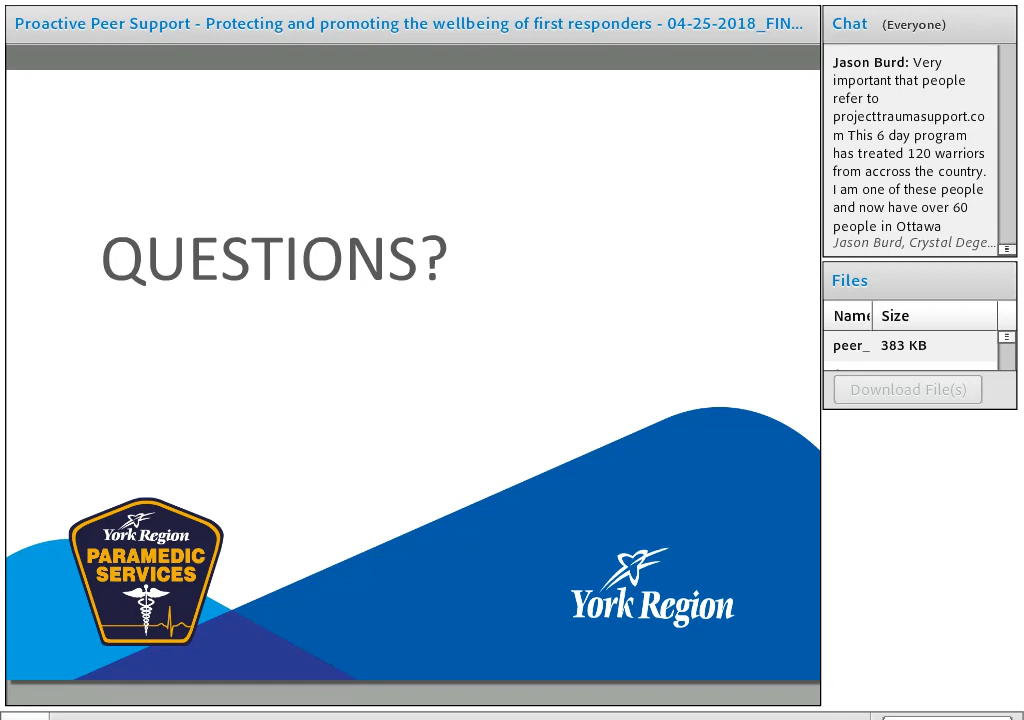 Proactive Peer Support - Protecting and promoting the wellbeing of first responders - 04-25-2018_FIN...
QUESTIONS?
York Region
PARAMEDIC
SERVICES
York Region
Chat (Everyone)
Jason Burd: Very
important that people
refer to
projecttraumasupport.co
m This 6 day program
has treated 120 warriors
from accross the country.
I am one of these people
and now have over 60
people in Ottawa
Jason Burd, Crystal Dege...
Files
Name Size
peer_ 383 KB
Download File(s)